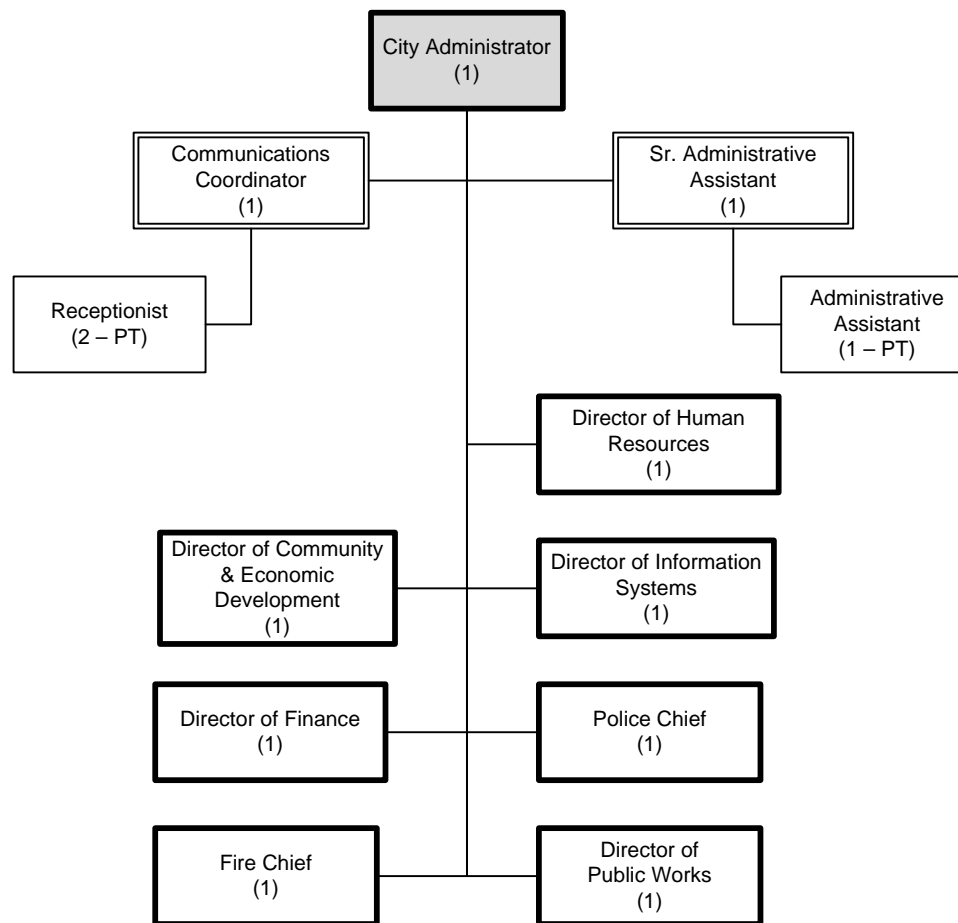 City Administrator
(1)
Communications
Coordinator
(1)
Sr. Administrative
Assistant
(1)
Receptionist
(2 – PT)
Administrative
Assistant
(1 – PT)
Director of Human
Resources
(1)
Director of Community
& Economic
Development
(1)
Director of Information
Systems
(1)
Director of Finance
(1)
Police Chief
(1)
Fire Chief
(1)
Director of
Public Works
(1)